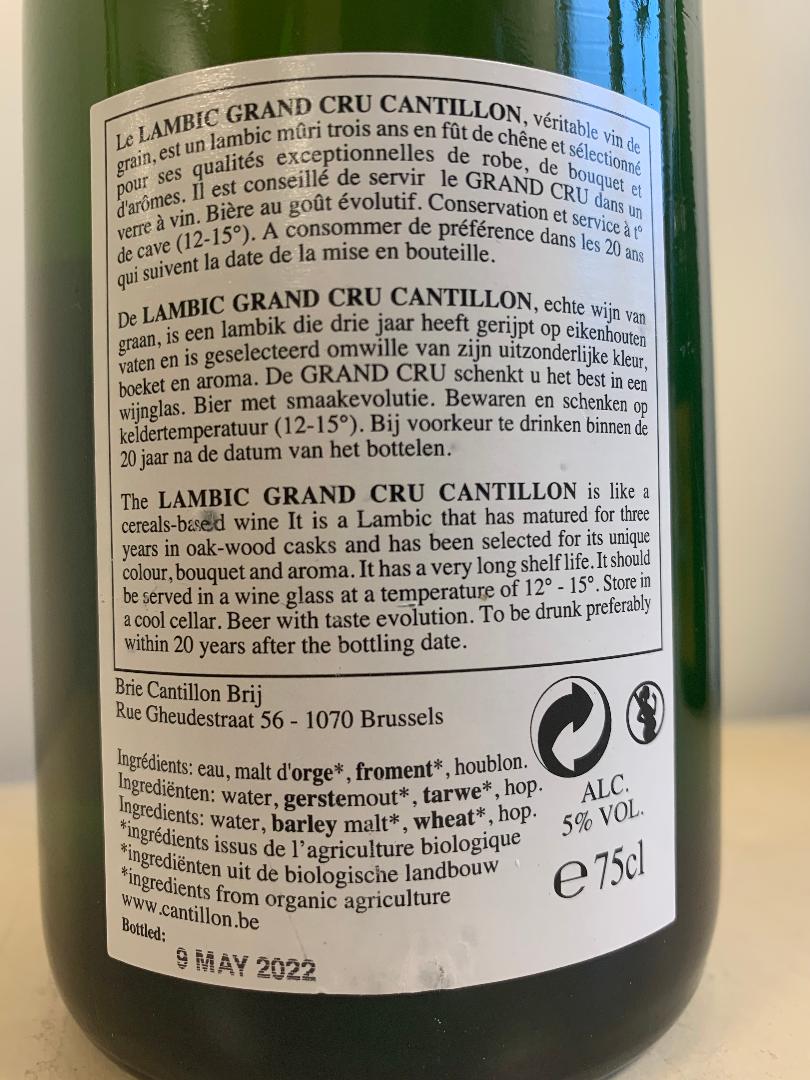 Le LAMBIC GRAND CRU CANTILLON, véritable vin de
grain, est un lambic mûri trois ans en fût de chêne et sélectionné
pour ses qualités exceptionnelles de robe, de bouquet et
d'arômes. Il est conseillé de servir le GRAND CRU dans un
verre à vin. Bière au goût évolutif. Conservation et service à t°
de cave (12-15°). A consommer de préférence dans les 20 ans
qui suivent la date de la mise en bouteille.
De LAMBIC GRAND CRU CANTILLON, echte wijn van
graan, is een lambik die drie jaar heeft gerijpt op eikenhouten
vaten en is geselecteerd omwille van zijn uitzonderlijke kleur,
boeket en aroma. De GRAND CRU schenkt u het best in een
wijnglas. Bier met smaakevolutie. Bewaren en schenken op
keldertemperatuur (12-15°). Bij voorkeur te drinken binnen de
20 jaar na de datum van het bottelen.
The LAMBIC GRAND CRU CANTILLON is like a
cereals-based wine It is a Lambic that has matured for three
years in oak-wood casks and has been selected for its unique
colour, bouquet and aroma. It has a very long shelf life. It should
be served in a wine glass at a temperature of 12° - 15°. Store in
a cool cellar. Beer with taste evolution. To be drunk preferably
within 20 years after the bottling date.
Brie Cantillon Brij
Rue Gheudestraat 56 - 1070 Brussels
Ingrédients: eau, malt d'orge*, froment*, houblon.
Ingrediënten: water, gerstemout*, tarwe*, hop.
Ingredients: water, barley malt*, wheat*, hop.
*ingrédients issus de l'agriculture biologique
*ingrediënten uit de biologische landbouw
*ingredients from organic agriculture
www.cantillon.be
Bottled:
9 MAY 2022
ALC.
5% VOL.
e 75cl